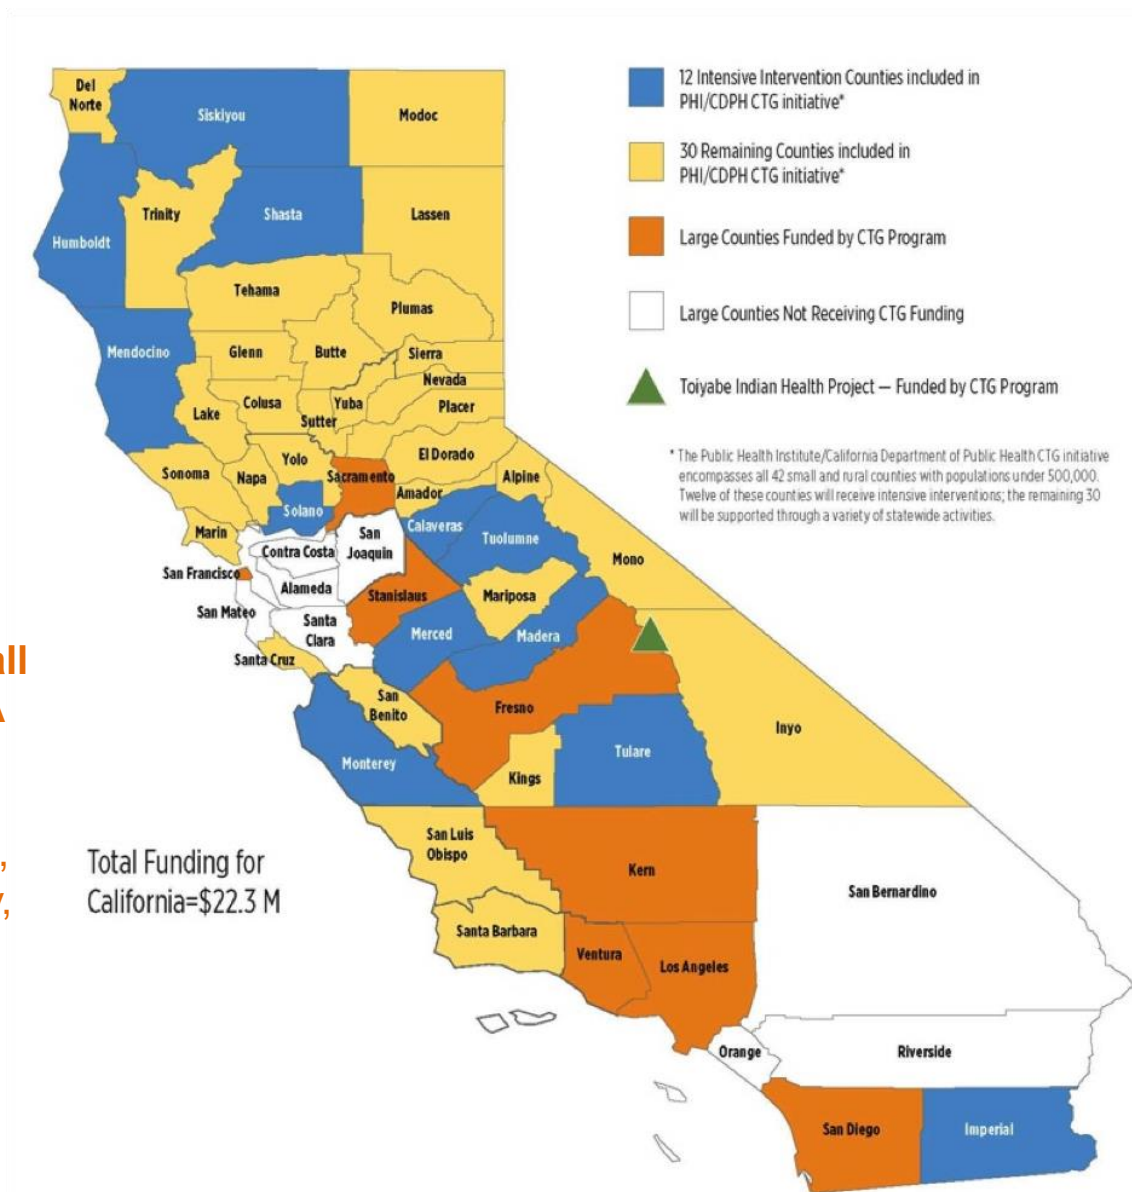 12 Intensive Intervention Counties included in
PHI/CDPH CTG initiative*
30 Remaining Counties included in
PHI/CDPH CTG initiative*
Large Counties Funded by CTG Program
Large Counties Not Receiving CTG Funding
Toiyabe Indian Health Project — Funded by CTG Program
* The Public Health Institute/California Department of Public Health CTG initiative
encompasses all 42 small and rural counties with populations under 500,000.
Twelve of these counties will receive intensive interventions; the remaining 30
will be supported through a variety of statewide activities.
Del
Norte
Siskiyou
Modoc
Humboldt
Trinity
Shasta
Lassen
Tehama
Plumas
Mendocino
Glenn
Butte
Sierra
Nevada
Lake
Colusa
Sutter
Yuba
Placer
Sonoma
Napa
Yolo
Sacramento
El Dorado
Alpine
Amador
Solano
Calaveras
Tuolumne
Mono
Marin
Contra Costa
San
Joaquin
San Francisco
Alameda
Stanislaus
Mariposa
San Mateo
Santa
Clara
Merced
Madera
Santa Cruz
San
Benito
Fresno
Inyo
Monterey
Kings
Tulare
San Luis
Obispo
Kern
San Bernardino
Santa Barbara
Ventura
Los Angeles
Orange
Riverside
San Diego
Imperial
Total Funding for
California=$22.3 M